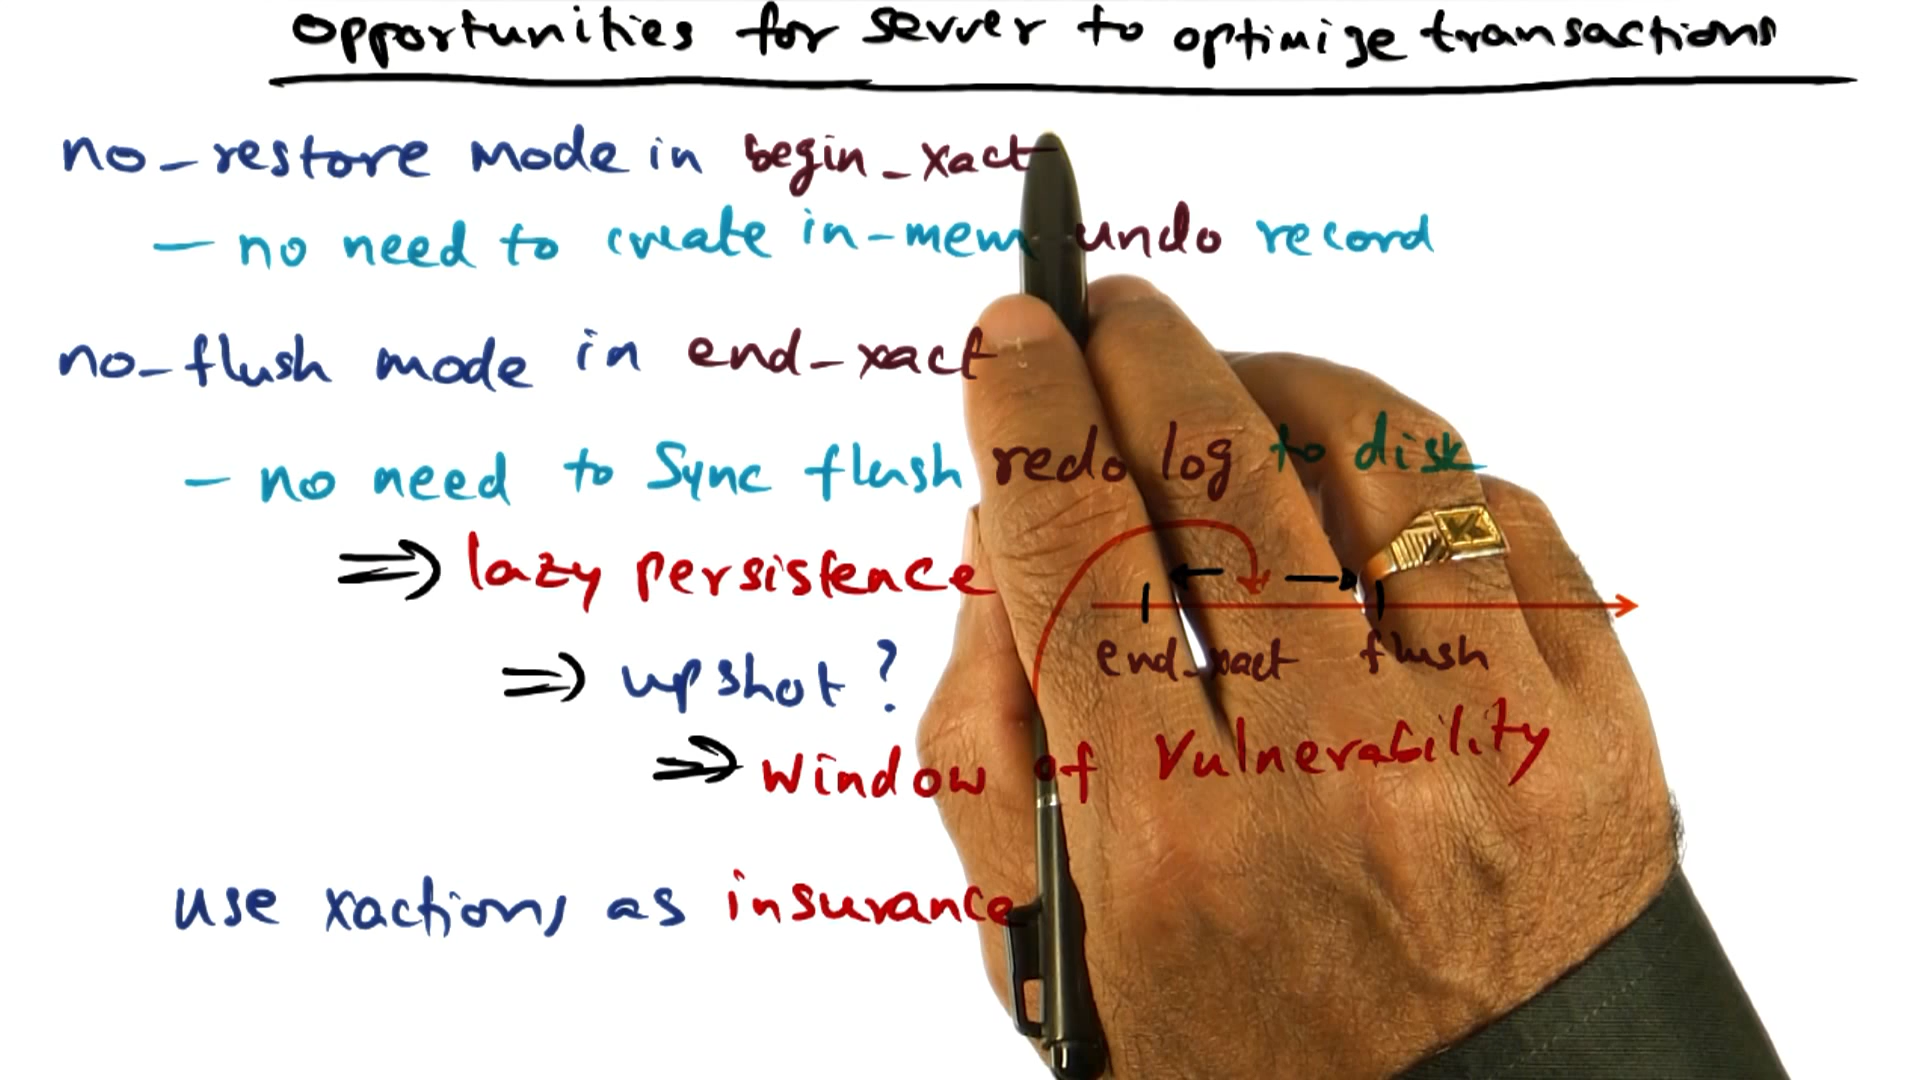 opportunities for server to optimize transactions
no_restore mode in begin_xact
- no need to create in-mem undo record
no_flush mode in end_xact
- no need to sync flush redo log to disk
⇒ lazy persistence
end_xact flush
⇒ upshot?
⇒ window of vulnerability
use xactions as insurance